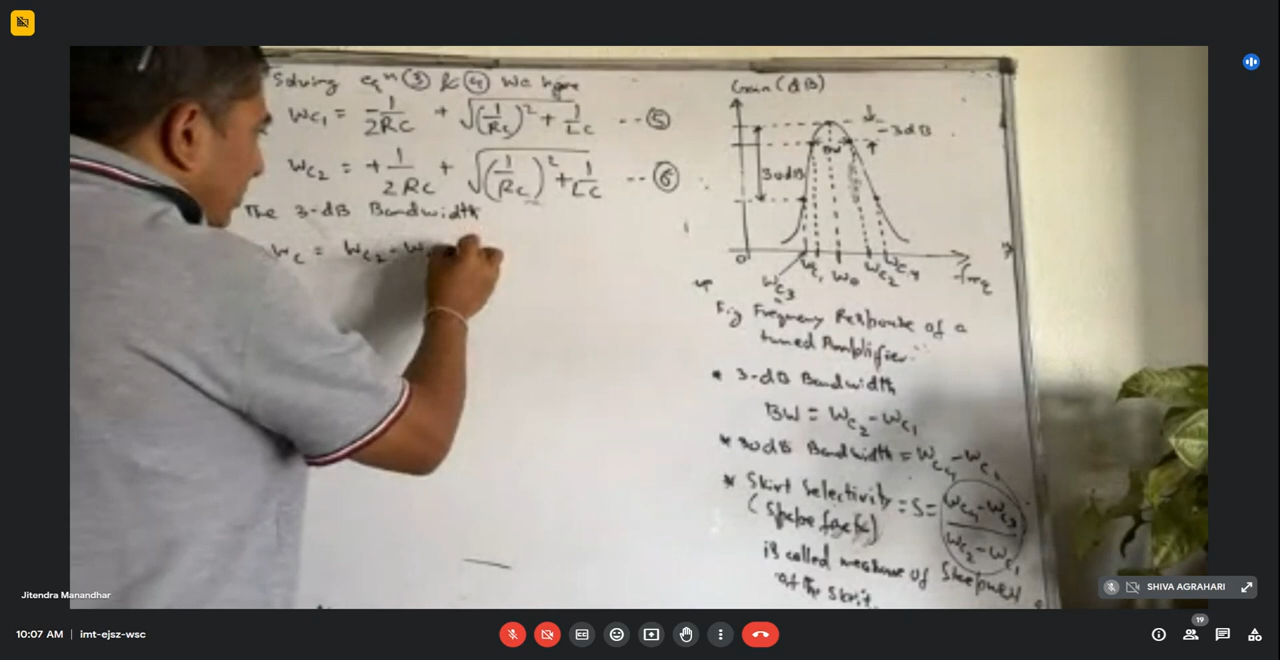 Solving eqn (3) & (4) we have
Wc1 = -1/2RC + √((1/RC)² + 1/LC) --(5)
Wc2 = +1/2RC + √((1/RC)² + 1/LC) --(6)
The 3-dB Bandwidth
Wc = Wc2 - W
Gain (dB)
-3dB
BW
30dB
0
Wc3
Wc1
W0
Wc2
Wc4
freq
Fig Frequency Response of a
tuned Amplifier.
* 3-dB Bandwidth
BW = Wc2 - Wc1
* 30dB Bandwidth = Wc4 - Wc
* Skirt Selectivity = S = (Wc4 - Wc3)/(Wc2 - Wc1)
(Shape factor)
is called measure of Steepness
of the Skirt.
SHIVA AGRAHARI
Jitendra Manandhar
10:07 AM | imt-ejsz-wsc
19